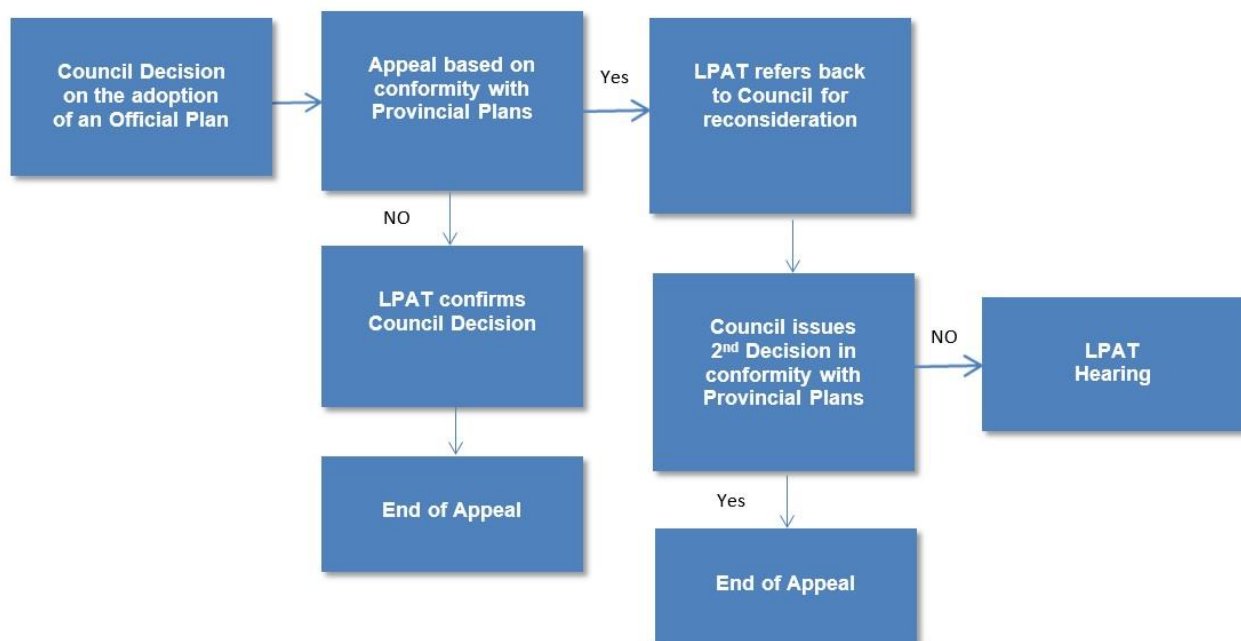 Council Decision
on the adoption
of an Official Plan
Appeal based on
conformity with
Provincial Plans
Yes
LPAT refers back
to Council for
reconsideration
NO
LPAT confirms
Council Decision
End of Appeal
Council issues
2nd Decision in
conformity with
Provincial Plans
NO
LPAT
Hearing
Yes
End of Appeal